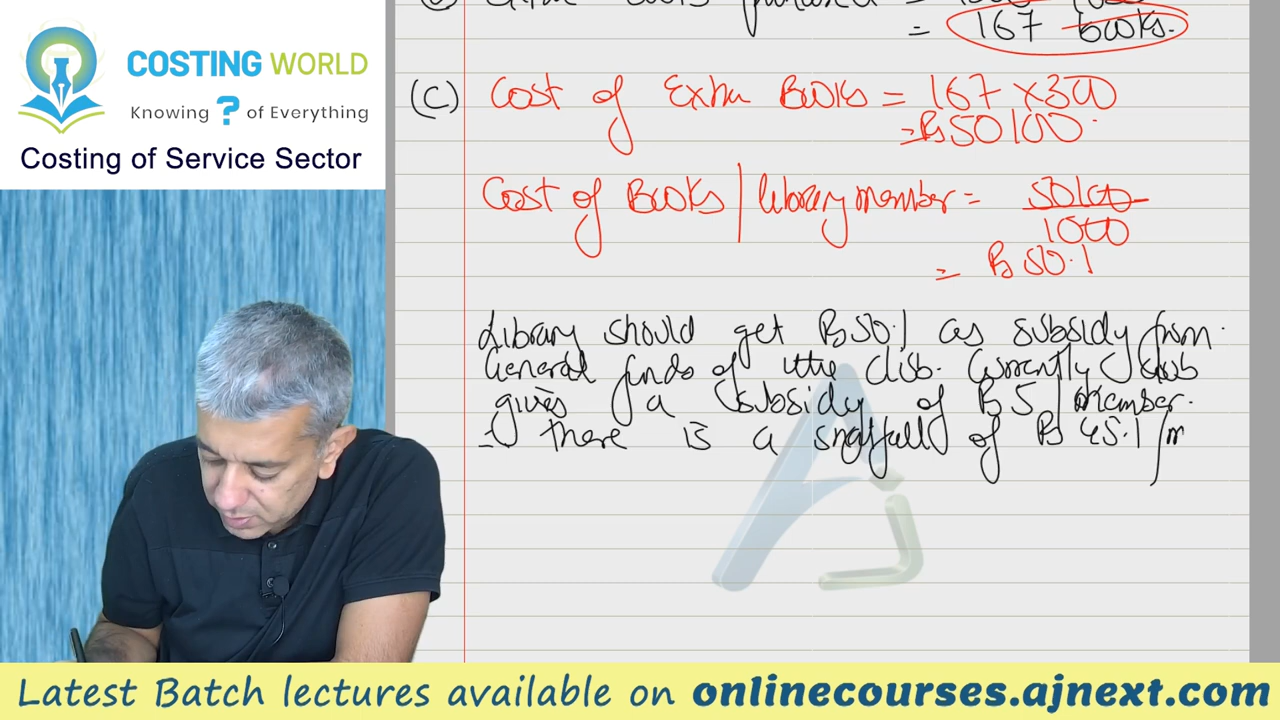 = 167 books.
COSTING WORLD
Knowing ? of Everything
Costing of Service Sector
(C) Cost of Extra Books = 167 x 300
= Rs 50100.
Cost of Books / library member = 50100
1000
= Rs 50.1
Library should get Rs 50.1 as subsidy from
General funds of the Club. Currently Club
gives a subsidy of Rs 5 / member.
there is a shortfall of Rs 45.1 / m
Latest Batch lectures available on onlinecourses.ajnext.com